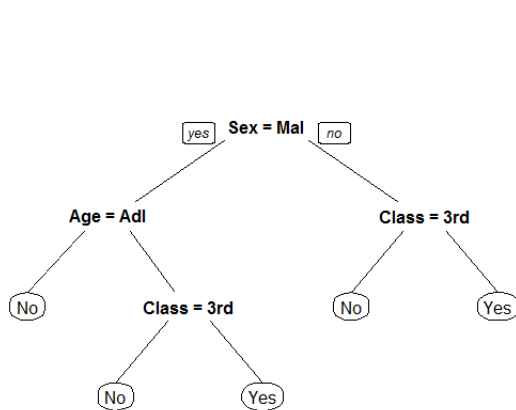 yes Sex = Mal no
Age = Adl Class = 3rd
No Class = 3rd No Yes
No Yes